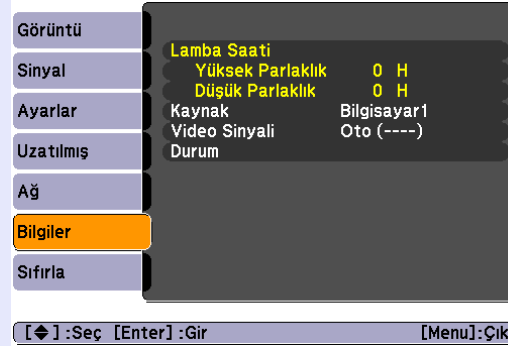 Görüntü
Sinyal
Ayarlar
Uzatılmış
Ağ
Bilgiler
Sıfırla
Lamba Saati
Yüksek Parlaklık 0 H
Düşük Parlaklık 0 H
Kaynak Bilgisayar1
Video Sinyali Oto (----)
Durum
[◆] :Seç [Enter] :Gir [Menu]:Çık